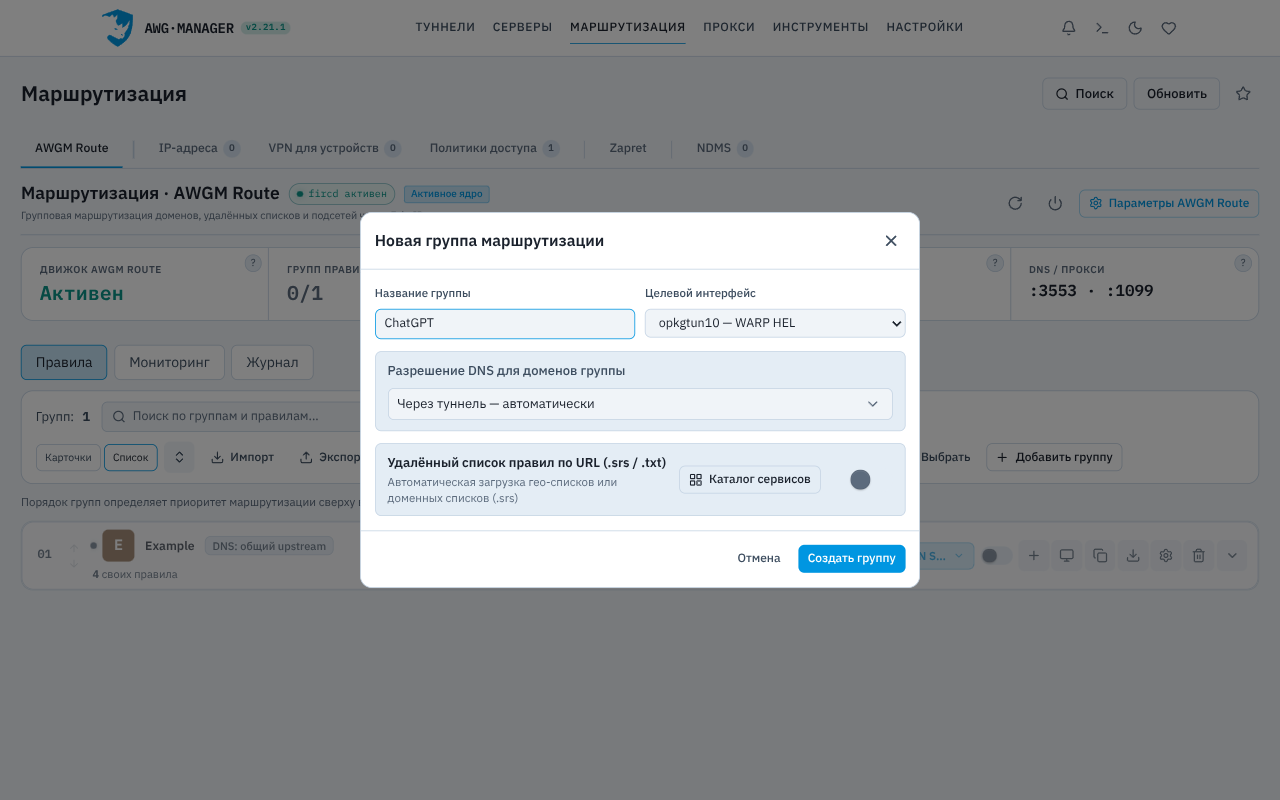 AWG·MANAGER v2.21.1
ТУННЕЛИ СЕРВЕРЫ МАРШРУТИЗАЦИЯ ПРОКСИ ИНСТРУМЕНТЫ НАСТРОЙКИ
Маршрутизация
Поиск Обновить
AWGM Route IP-адреса 0 VPN для устройств 0 Политики доступа 1 Zapret NDMS 0
Маршрутизация · AWGM Route fircd активен Активное ядро
Групповая маршрутизация доменов, удалённых списков и подсетей
Параметры AWGM Route
ДВИЖОК AWGM ROUTE ?
Активен
ГРУПП ПРАВИ
0/1
?
DNS / ПРОКСИ ?
:3553 · :1099
Правила Мониторинг Журнал
Групп: 1 Поиск по группам и правилам...
Карточки Список Импорт Экспор Выбрать Добавить группу
Порядок групп определяет приоритет маршрутизации сверху
01 E Example DNS: общий upstream
4 своих правила
N S...
Новая группа маршрутизации
Название группы
ChatGPT
Целевой интерфейс
opkgtun10 — WARP HEL
Разрешение DNS для доменов группы
Через туннель — автоматически
Удалённый список правил по URL (.srs / .txt)
Автоматическая загрузка гео-списков или
доменных списков (.srs)
Каталог сервисов
Отмена Создать группу